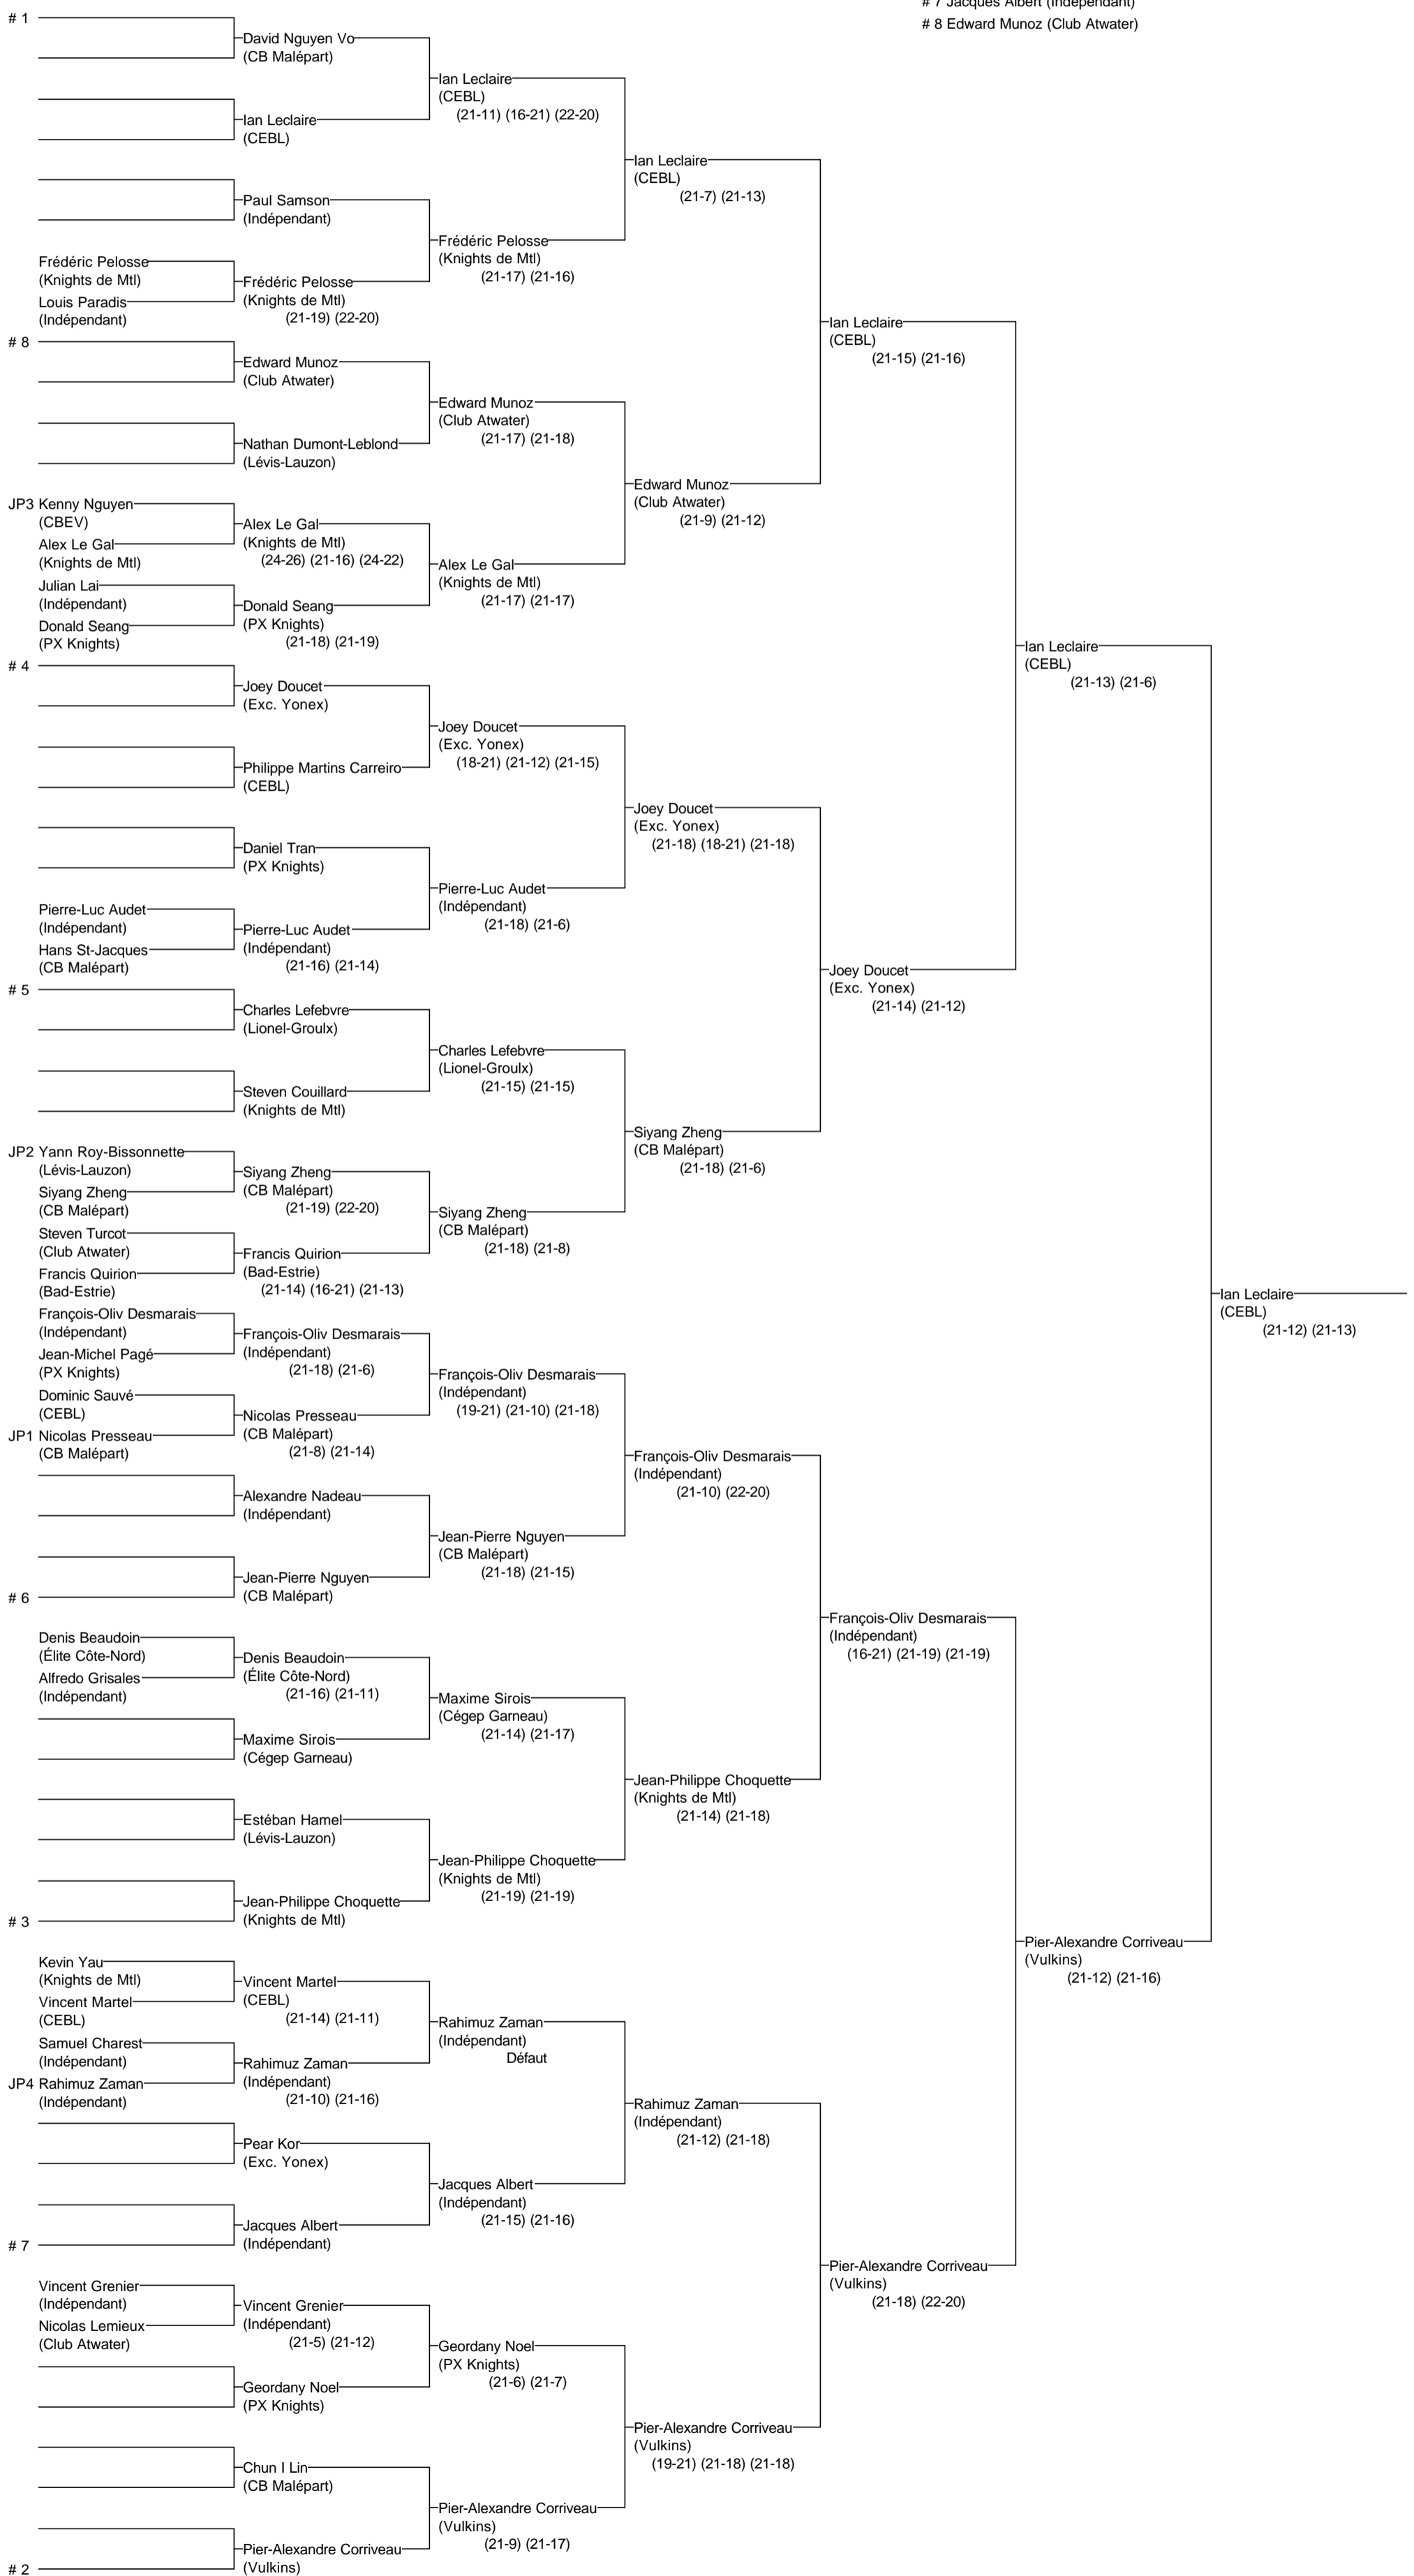 # 7 Jacques Albert (Indépendant)
# 8 Edward Munoz (Club Atwater)
# 1
David Nguyen Vo
(CB Malépart)
Ian Leclaire
(CEBL)
(21-11) (16-21) (22-20)
Ian Leclaire
(CEBL)
Ian Leclaire
(CEBL)
(21-7) (21-13)
Paul Samson
(Indépendant)
Frédéric Pelosse
(Knights de Mtl)
(21-17) (21-16)
Frédéric Pelosse
(Knights de Mtl)
Louis Paradis
(Indépendant)
Frédéric Pelosse
(Knights de Mtl)
(21-19) (22-20)
Ian Leclaire
(CEBL)
(21-15) (21-16)
# 8
Edward Munoz
(Club Atwater)
Edward Munoz
(Club Atwater)
(21-17) (21-18)
Nathan Dumont-Leblond
(Lévis-Lauzon)
Edward Munoz
(Club Atwater)
(21-9) (21-12)
JP3 Kenny Nguyen
(CBEV)
Alex Le Gal
(Knights de Mtl)
Alex Le Gal
(Knights de Mtl)
(24-26) (21-16) (24-22)
Alex Le Gal
(Knights de Mtl)
(21-17) (21-17)
Julian Lai
(Indépendant)
Donald Seang
(PX Knights)
Donald Seang
(PX Knights)
(21-18) (21-19)
Ian Leclaire
(CEBL)
(21-13) (21-6)
# 4
Joey Doucet
(Exc. Yonex)
Joey Doucet
(Exc. Yonex)
(18-21) (21-12) (21-15)
Philippe Martins Carreiro
(CEBL)
Joey Doucet
(Exc. Yonex)
(21-18) (18-21) (21-18)
Daniel Tran
(PX Knights)
Pierre-Luc Audet
(Indépendant)
(21-18) (21-6)
Pierre-Luc Audet
(Indépendant)
Hans St-Jacques
(CB Malépart)
Pierre-Luc Audet
(Indépendant)
(21-16) (21-14)
Joey Doucet
(Exc. Yonex)
(21-14) (21-12)
# 5
Charles Lefebvre
(Lionel-Groulx)
Charles Lefebvre
(Lionel-Groulx)
(21-15) (21-15)
Steven Couillard
(Knights de Mtl)
Siyang Zheng
(CB Malépart)
(21-18) (21-6)
JP2 Yann Roy-Bissonnette
(Lévis-Lauzon)
Siyang Zheng
(CB Malépart)
Siyang Zheng
(CB Malépart)
(21-19) (22-20)
Siyang Zheng
(CB Malépart)
(21-18) (21-8)
Steven Turcot
(Club Atwater)
Francis Quirion
(Bad-Estrie)
Francis Quirion
(Bad-Estrie)
(21-14) (16-21) (21-13)
Ian Leclaire
(CEBL)
(21-12) (21-13)
François-Oliv Desmarais
(Indépendant)
Jean-Michel Pagé
(PX Knights)
François-Oliv Desmarais
(Indépendant)
(21-18) (21-6)
François-Oliv Desmarais
(Indépendant)
(19-21) (21-10) (21-18)
Dominic Sauvé
(CEBL)
JP1 Nicolas Presseau
(CB Malépart)
Nicolas Presseau
(CB Malépart)
(21-8) (21-14)
François-Oliv Desmarais
(Indépendant)
(21-10) (22-20)
Alexandre Nadeau
(Indépendant)
Jean-Pierre Nguyen
(CB Malépart)
(21-18) (21-15)
Jean-Pierre Nguyen
(CB Malépart)
# 6
François-Oliv Desmarais
(Indépendant)
(16-21) (21-19) (21-19)
Denis Beaudoin
(Élite Côte-Nord)
Alfredo Grisales
(Indépendant)
Denis Beaudoin
(Élite Côte-Nord)
(21-16) (21-11)
Maxime Sirois
(Cégep Garneau)
(21-14) (21-17)
Maxime Sirois
(Cégep Garneau)
Jean-Philippe Choquette
(Knights de Mtl)
(21-14) (21-18)
Estéban Hamel
(Lévis-Lauzon)
Jean-Philippe Choquette
(Knights de Mtl)
(21-19) (21-19)
Jean-Philippe Choquette
(Knights de Mtl)
# 3
Pier-Alexandre Corriveau
(Vulkins)
(21-12) (21-16)
Kevin Yau
(Knights de Mtl)
Vincent Martel
(CEBL)
Vincent Martel
(CEBL)
(21-14) (21-11)
Rahimuz Zaman
(Indépendant)
Défaut
Samuel Charest
(Indépendant)
JP4 Rahimuz Zaman
(Indépendant)
Rahimuz Zaman
(Indépendant)
(21-10) (21-16)
Rahimuz Zaman
(Indépendant)
(21-12) (21-18)
Pear Kor
(Exc. Yonex)
Jacques Albert
(Indépendant)
(21-15) (21-16)
Jacques Albert
(Indépendant)
# 7
Pier-Alexandre Corriveau
(Vulkins)
(21-18) (22-20)
Vincent Grenier
(Indépendant)
Nicolas Lemieux
(Club Atwater)
Vincent Grenier
(Indépendant)
(21-5) (21-12)
Geordany Noel
(PX Knights)
(21-6) (21-7)
Geordany Noel
(PX Knights)
Pier-Alexandre Corriveau
(Vulkins)
(19-21) (21-18) (21-18)
Chun I Lin
(CB Malépart)
Pier-Alexandre Corriveau
(Vulkins)
(21-9) (21-17)
Pier-Alexandre Corriveau
(Vulkins)
# 2